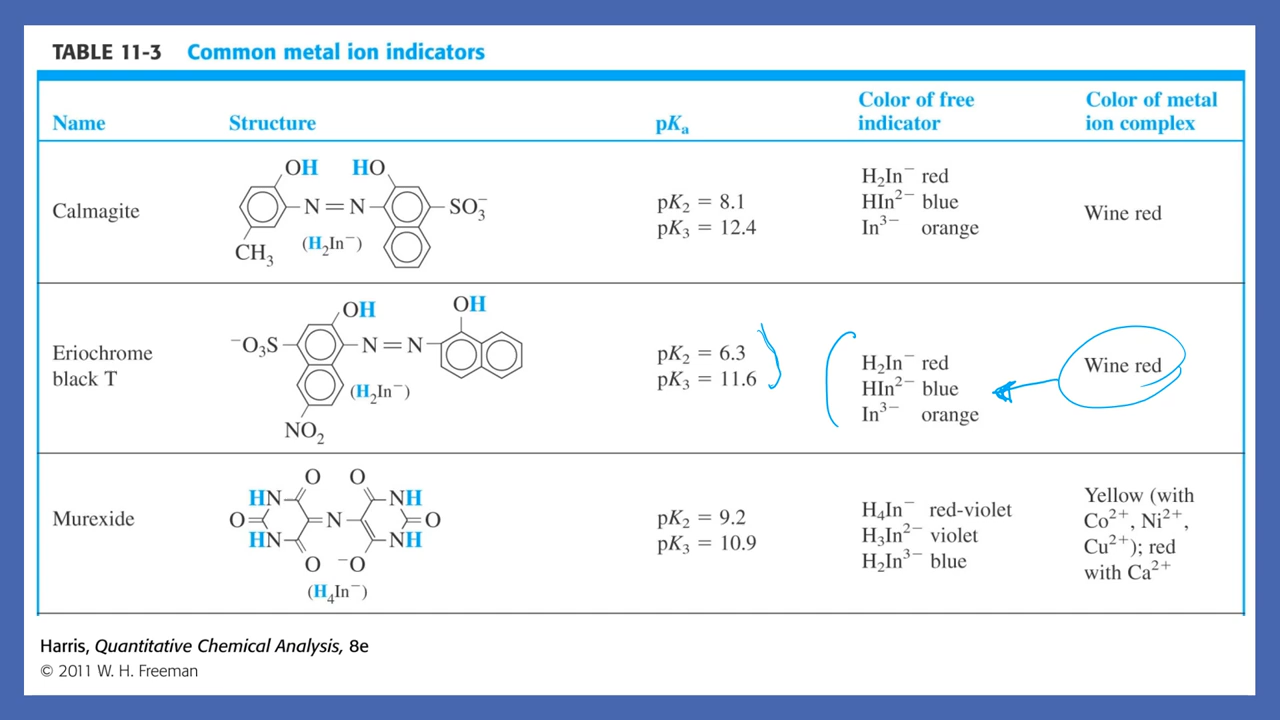 TABLE 11-3 Common metal ion indicators
Name Structure pKₐ Color of free indicator Color of metal ion complex
Calmagite
OH HO
N=N
SO₃⁻
CH₃ (H₂In⁻)
pK₂ = 8.1
pK₃ = 12.4
H₂In⁻ red
HIn²⁻ blue
In³⁻ orange
Wine red
Eriochrome
black T
OH OH
⁻O₃S N=N
(H₂In⁻)
NO₂
pK₂ = 6.3
pK₃ = 11.6
H₂In⁻ red
HIn²⁻ blue
In³⁻ orange
Wine red
Murexide
O O
HN NH
O =N O
HN NH
O ⁻O
(H₄In⁻)
pK₂ = 9.2
pK₃ = 10.9
H₄In⁻ red-violet
H₃In²⁻ violet
H₂In³⁻ blue
Yellow (with
Co²⁺, Ni²⁺,
Cu²⁺); red
with Ca²⁺
Harris, Quantitative Chemical Analysis, 8e
© 2011 W. H. Freeman